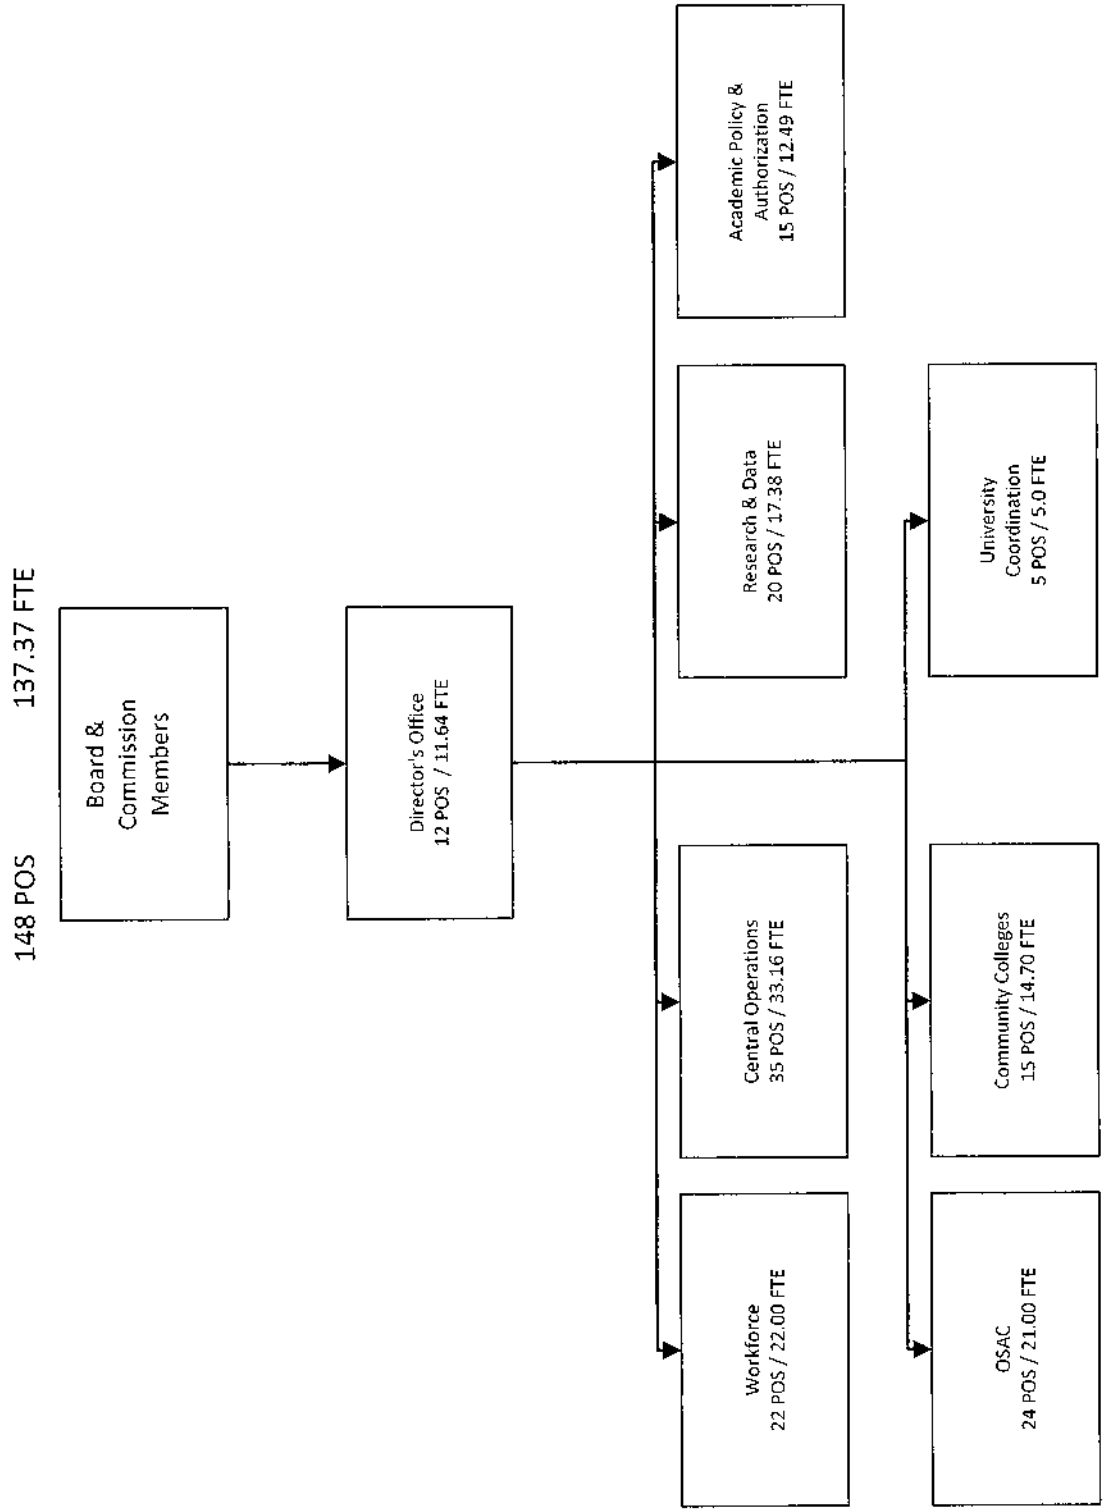 148 POS 137.37 FTE
Board &
Commission
Members
Director's Office
12 POS / 11.64 FTE
Workforce
22 POS / 22.00 FTE
Central Operations
35 POS / 33.16 FTE
Research & Data
20 POS / 17.38 FTE
Academic Policy &
Authorization
15 POS / 12.49 FTE
OSAC
24 POS / 21.00 FTE
Community Colleges
15 POS / 14.70 FTE
University
Coordination
5 POS / 5.0 FTE